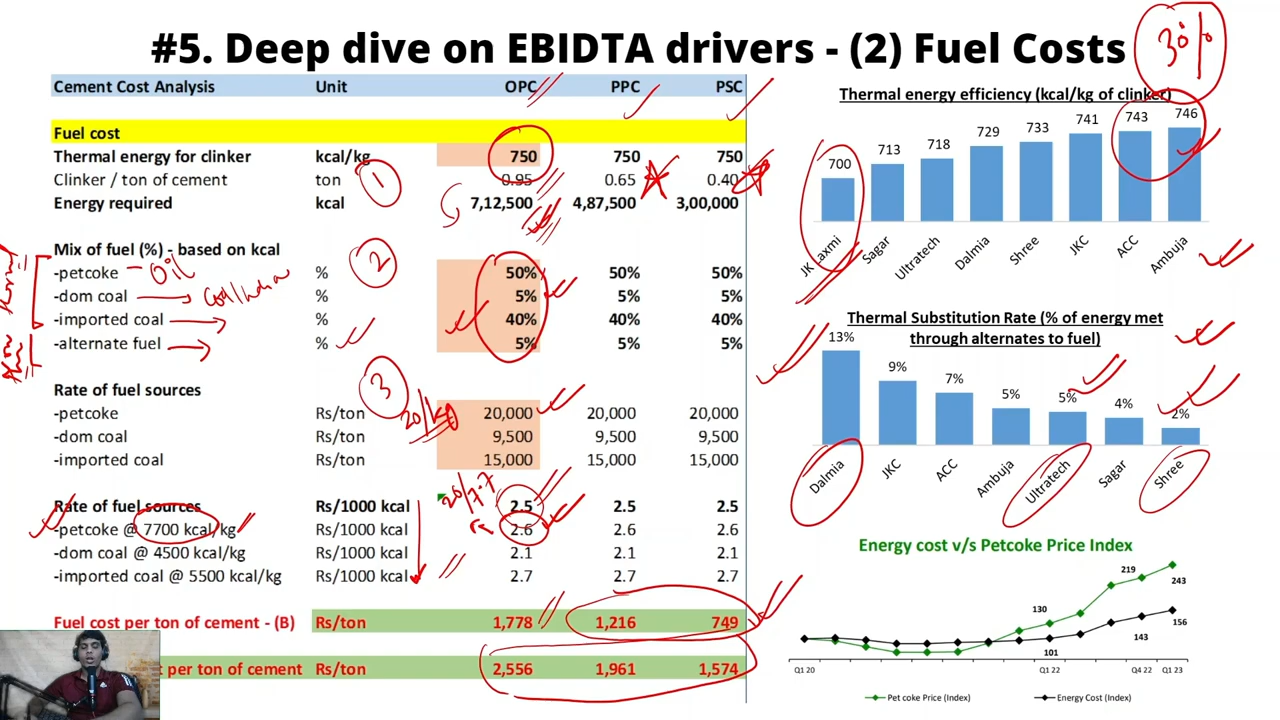 #5. Deep dive on EBIDTA drivers - (2) Fuel Costs
30%
Cement Cost Analysis Unit OPC PPC PSC
Fuel cost
Thermal energy for clinker kcal/kg 750 750 750
Clinker / ton of cement ton 0.95 0.65 0.40
Energy required kcal 7,12,500 4,87,500 3,00,000
1
Mix of fuel (%) - based on kcal
2
-petcoke % 50% 50% 50%
Oil
-dom coal % 5% 5% 5%
Coal India
-imported coal % 40% 40% 40%
-alternate fuel % 5% 5% 5%
Rate of fuel sources
3
-petcoke Rs/ton 20,000 20,000 20,000
20/kg
-dom coal Rs/ton 9,500 9,500 9,500
-imported coal Rs/ton 15,000 15,000 15,000
20/7.7
Rate of fuel sources Rs/1000 kcal 2.5 2.5 2.5
-petcoke @ 7700 kcal/kg Rs/1000 kcal 2.6 2.6 2.6
-dom coal @ 4500 kcal/kg Rs/1000 kcal 2.1 2.1 2.1
-imported coal @ 5500 kcal/kg Rs/1000 kcal 2.7 2.7 2.7
Fuel cost per ton of cement - (B) Rs/ton 1,778 1,216 749
per ton of cement Rs/ton 2,556 1,961 1,574
Thermal energy efficiency (kcal/kg of clinker)
700 713 718 729 733 741 743 746
JK Laxmi Sagar Ultratech Dalmia Shree JKC ACC Ambuja
Thermal Substitution Rate (% of energy met
through alternates to fuel)
13% 9% 7% 5% 5% 4% 2%
Dalmia JKC ACC Ambuja Ultratech Sagar Shree
Energy cost v/s Petcoke Price Index
219
243
130
156
143
101
Q1 20 Q1 22 Q4 22 Q1 23
Pet coke Price (Index) Energy Cost (Index)